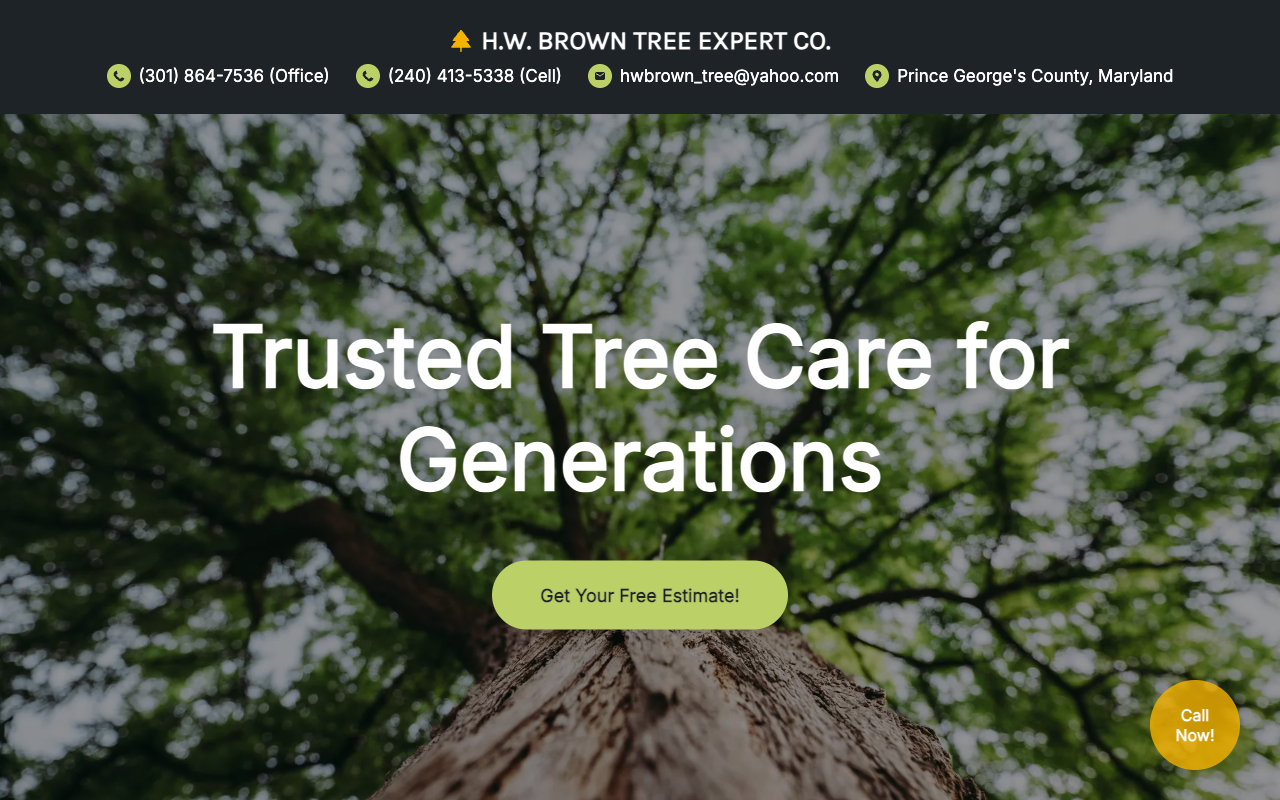 H.W. BROWN TREE EXPERT CO.
(301) 864-7536 (Office)
(240) 413-5338 (Cell)
hwbrown_tree@yahoo.com
Prince George's County, Maryland
Trusted Tree Care for
Generations
Get Your Free Estimate!
Call
Now!